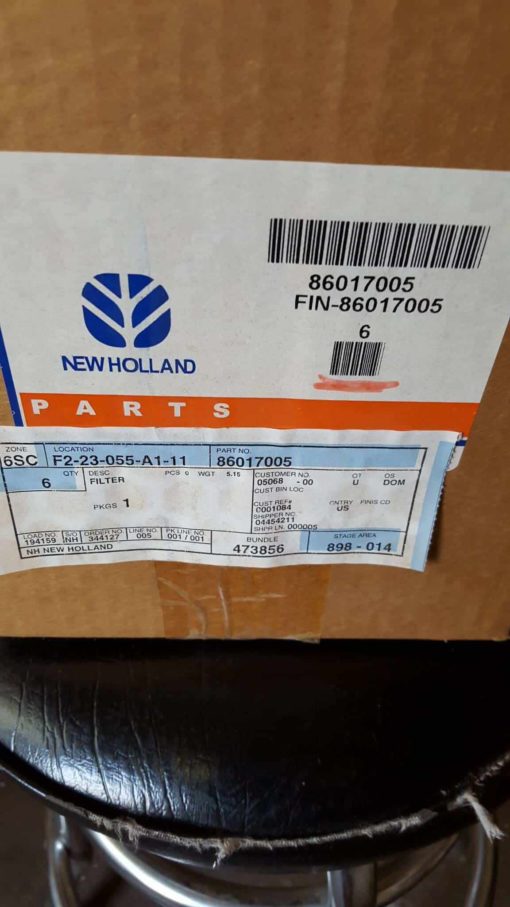 86017005
FIN-86017005
6
NEW HOLLAND
PARTS
ZONE LOCATION PART NO.
6SC F2-23-055-A1-11 86017005
QTY DESC PCS 0 WGT 5.15 CUSTOMER NO. OT OS
6 FILTER 05068 -00 U DOM
CUST BIN LOC
PKGS 1 CUST REF# CNTRY FINIS CD
C001084 US
SHIPPER NO.
04454211
SHPR LN. 000005
LOAD NO. S/O ORDER NO. LINE NO. PK LINE NO.
194159 NH 344127 005 001 / 001
BUNDLE STAGE AREA
NH NEW HOLLAND 473856 898 - 014